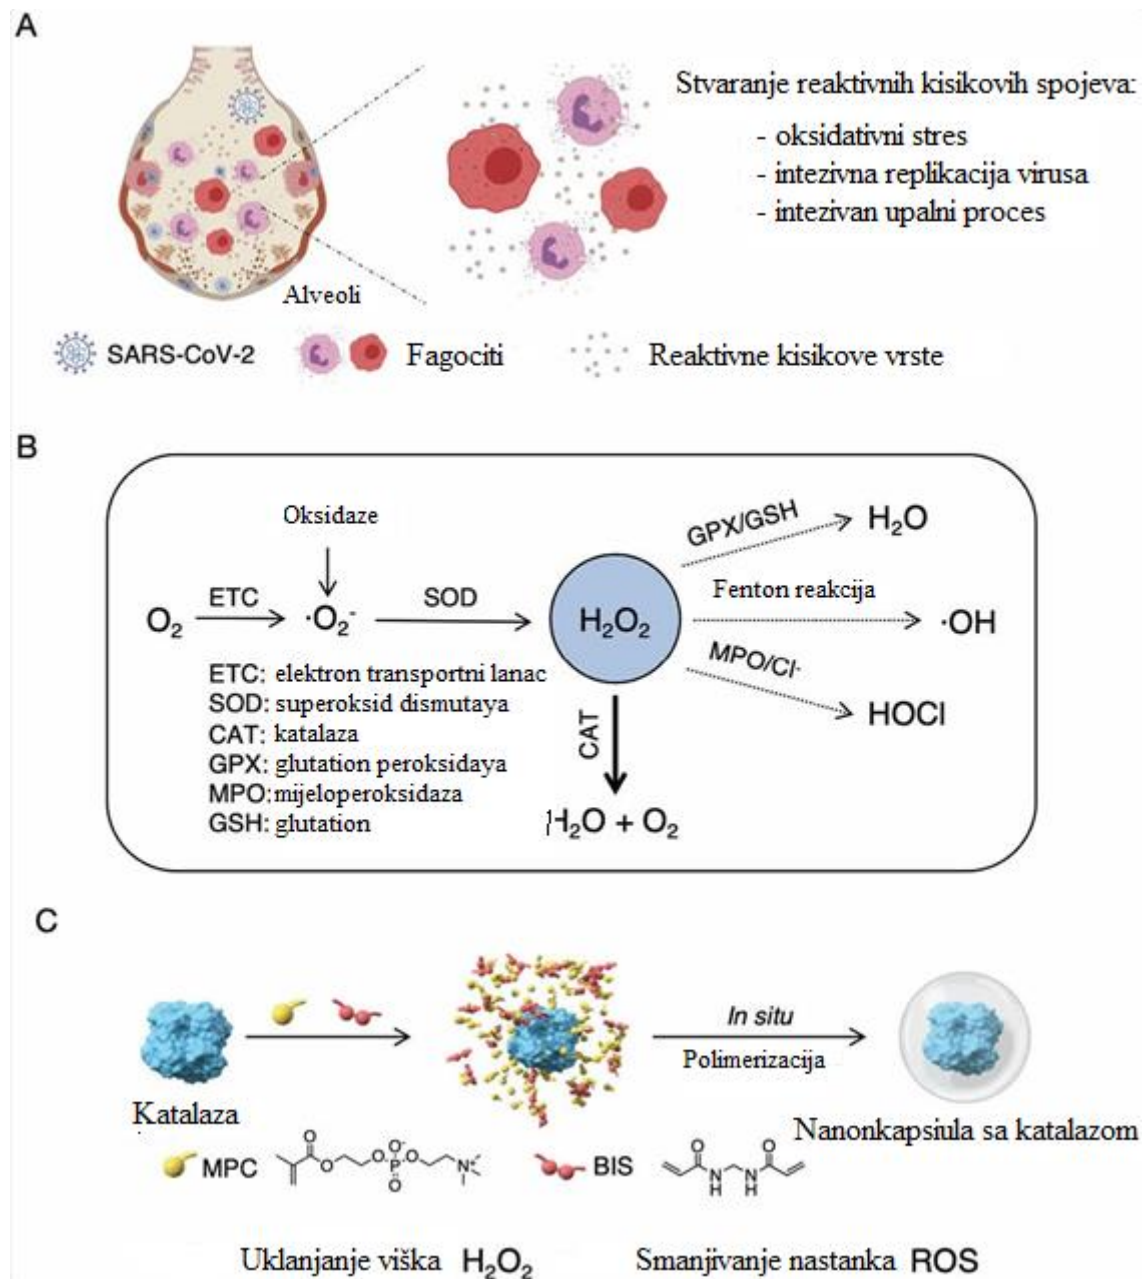 A
Stvaranje reaktivnih kisikovih spojeva:
- oksidativni stres
- intezivna replikacija virusa
- intezivan upalni proces
Alveoli
SARS-CoV-2
Fagociti
Reaktivne kisikove vrste
B
Oksidaze
O₂
ETC
·O₂⁻
SOD
H₂O₂
GPX/GSH
H₂O
Fenton reakcija
·OH
MPO/Cl⁻
HOCl
CAT
H₂O + O₂
ETC: elektron transportni lanac
SOD: superoksid dismutaya
CAT: katalaza
GPX: glutation peroksidaya
MPO: mijeloperoksidaza
GSH: glutation
C
In situ
Polimerizacija
Katalaza
Nanonkapsiula sa katalazom
MPC
O
O
O
P
O⁻
O
O
N⁺
BIS
O
N
H
N
H
O
Uklanjanje viška H₂O₂
Smanjivanje nastanka ROS